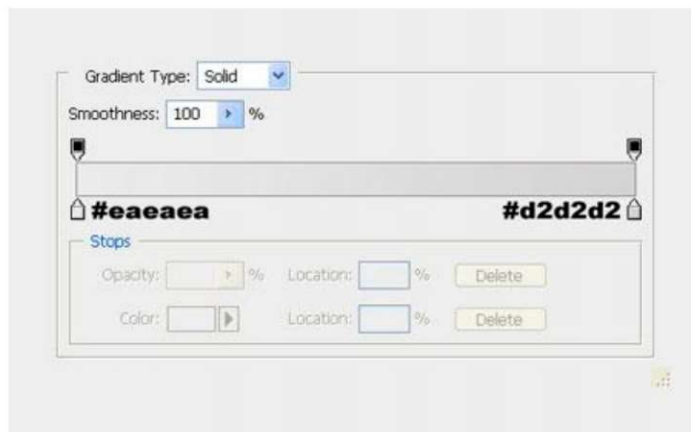 Gradient Type: Solid
Smoothness: 100 %
#eaeaea #d2d2d2
Stops
Opacity: % Location: % Delete
Color: Location: % Delete